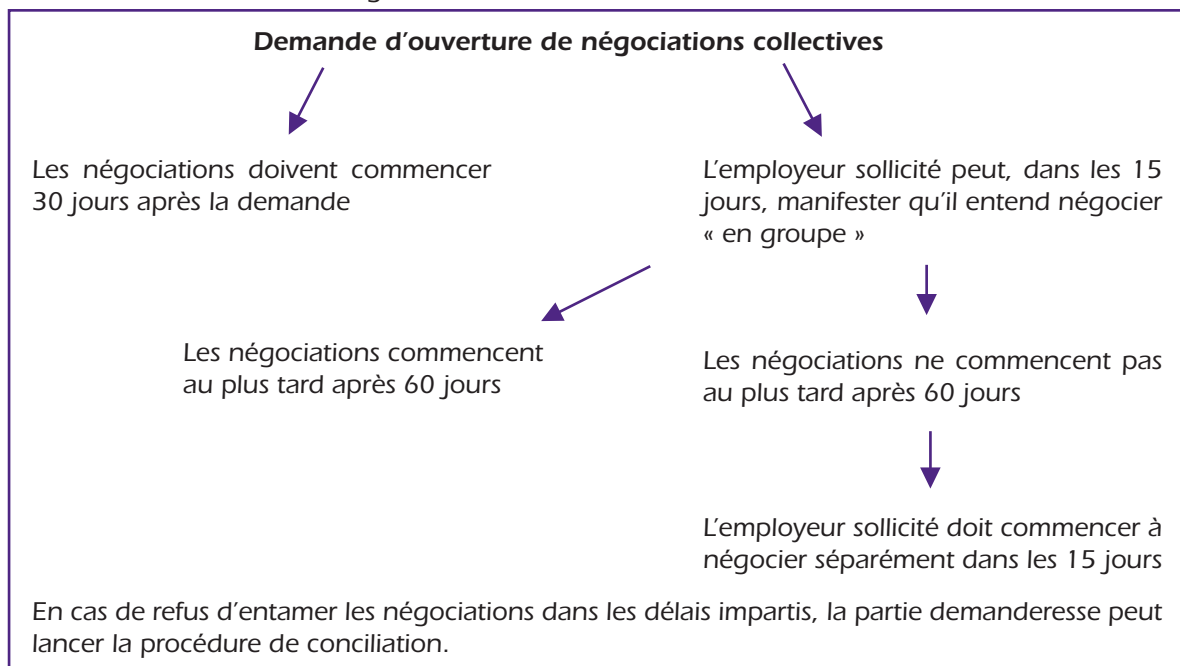 Demande d'ouverture de négociations collectives
Les négociations doivent commencer
30 jours après la demande
L'employeur sollicité peut, dans les 15
jours, manifester qu'il entend négocier
« en groupe »
Les négociations commencent
au plus tard après 60 jours
Les négociations ne commencent pas
au plus tard après 60 jours
L'employeur sollicité doit commencer à
négocier séparément dans les 15 jours
En cas de refus d'entamer les négociations dans les délais impartis, la partie demanderesse peut
lancer la procédure de conciliation.